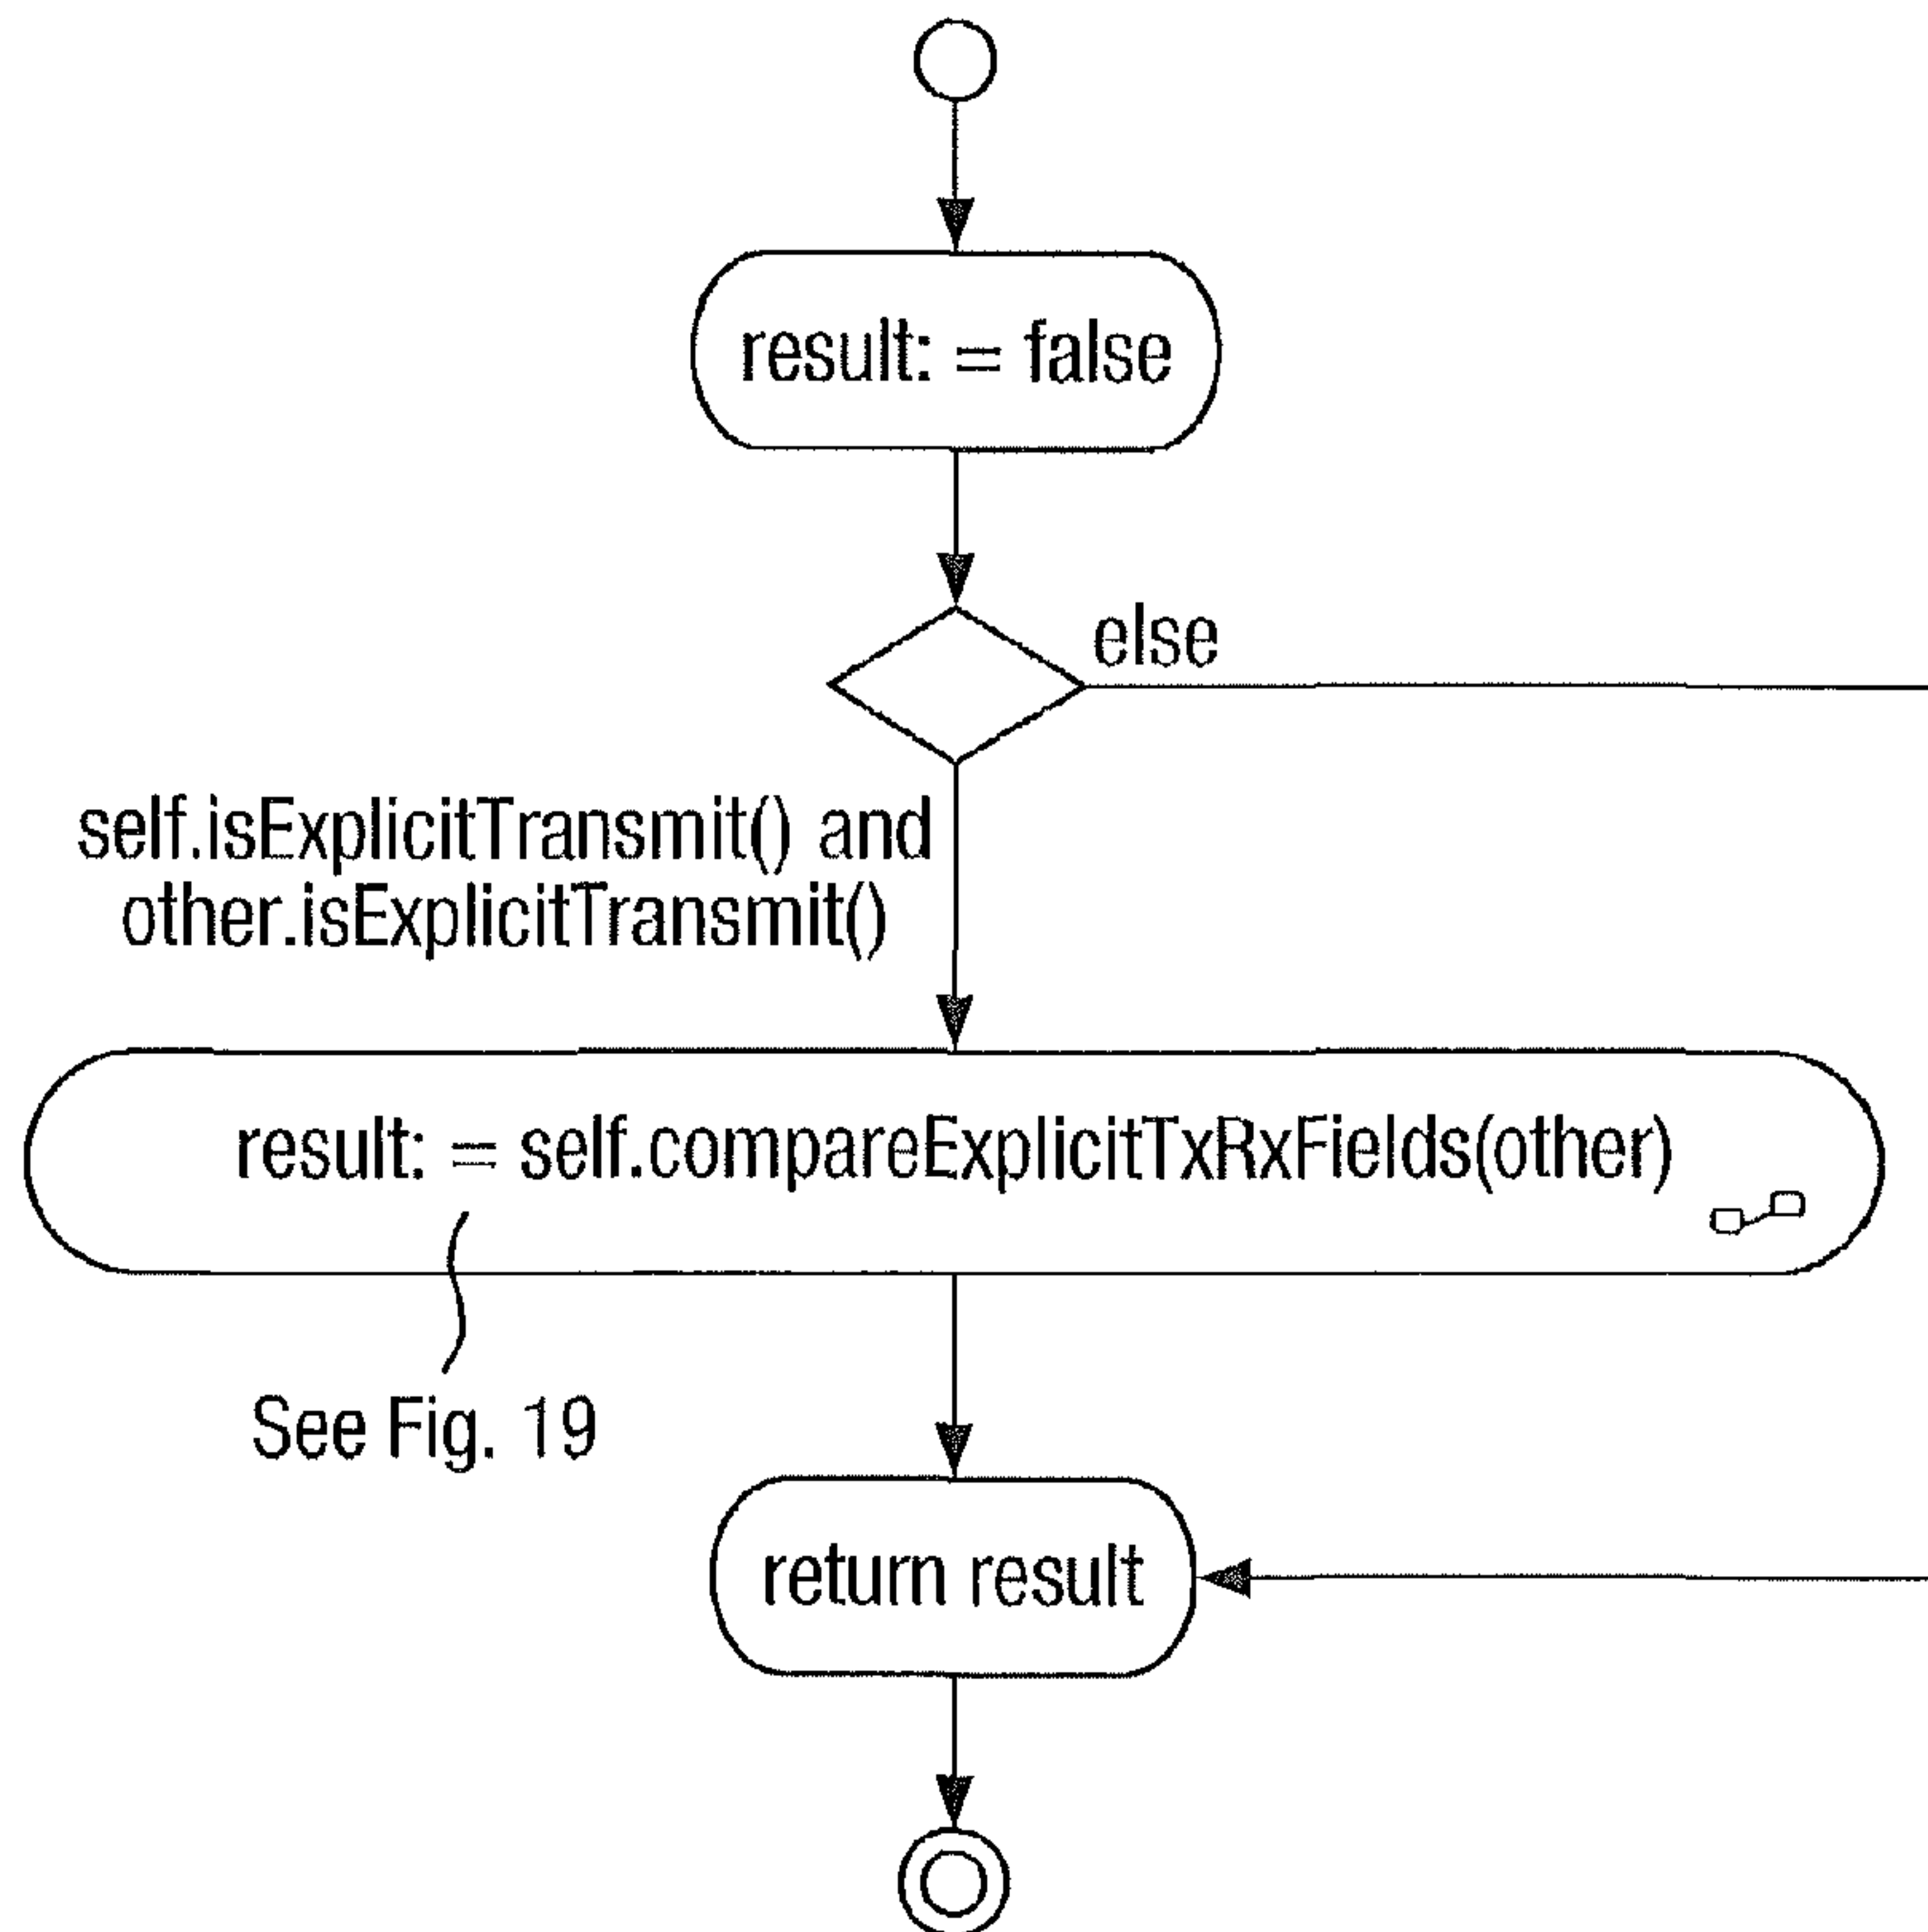 result: = false
else
self.isExplicitTransmit() and
other.isExplicitTransmit()
result: = self.compareExplicitTxRxFields(other)
See Fig. 19
return result